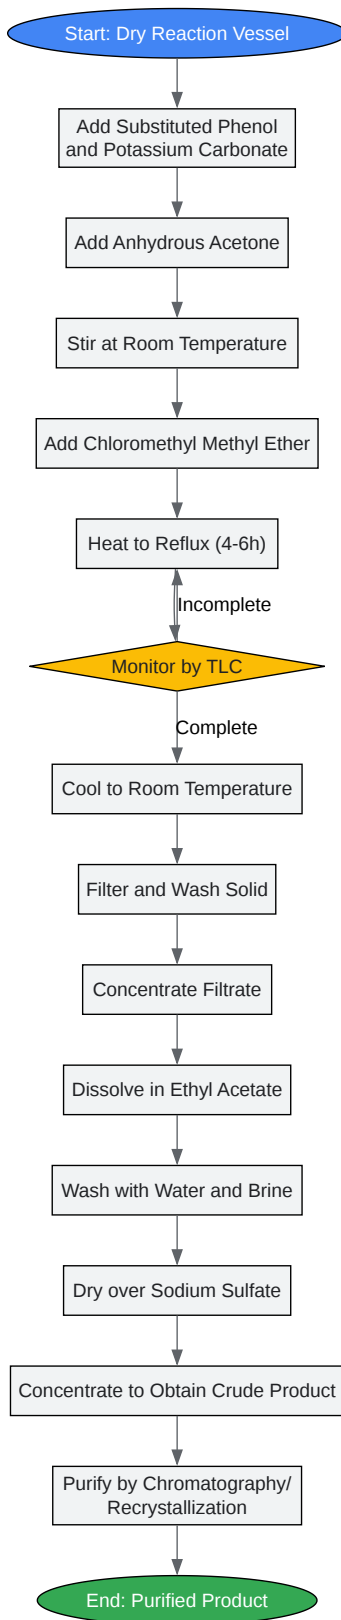 Start: Dry Reaction Vessel
Add Substituted Phenol
and Potassium Carbonate
Add Anhydrous Acetone
Stir at Room Temperature
Add Chloromethyl Methyl Ether
Heat to Reflux (4-6h)
Incomplete
Monitor by TLC
Complete
Cool to Room Temperature
Filter and Wash Solid
Concentrate Filtrate
Dissolve in Ethyl Acetate
Wash with Water and Brine
Dry over Sodium Sulfate
Concentrate to Obtain Crude Product
Purify by Chromatography/
Recrystallization
End: Purified Product